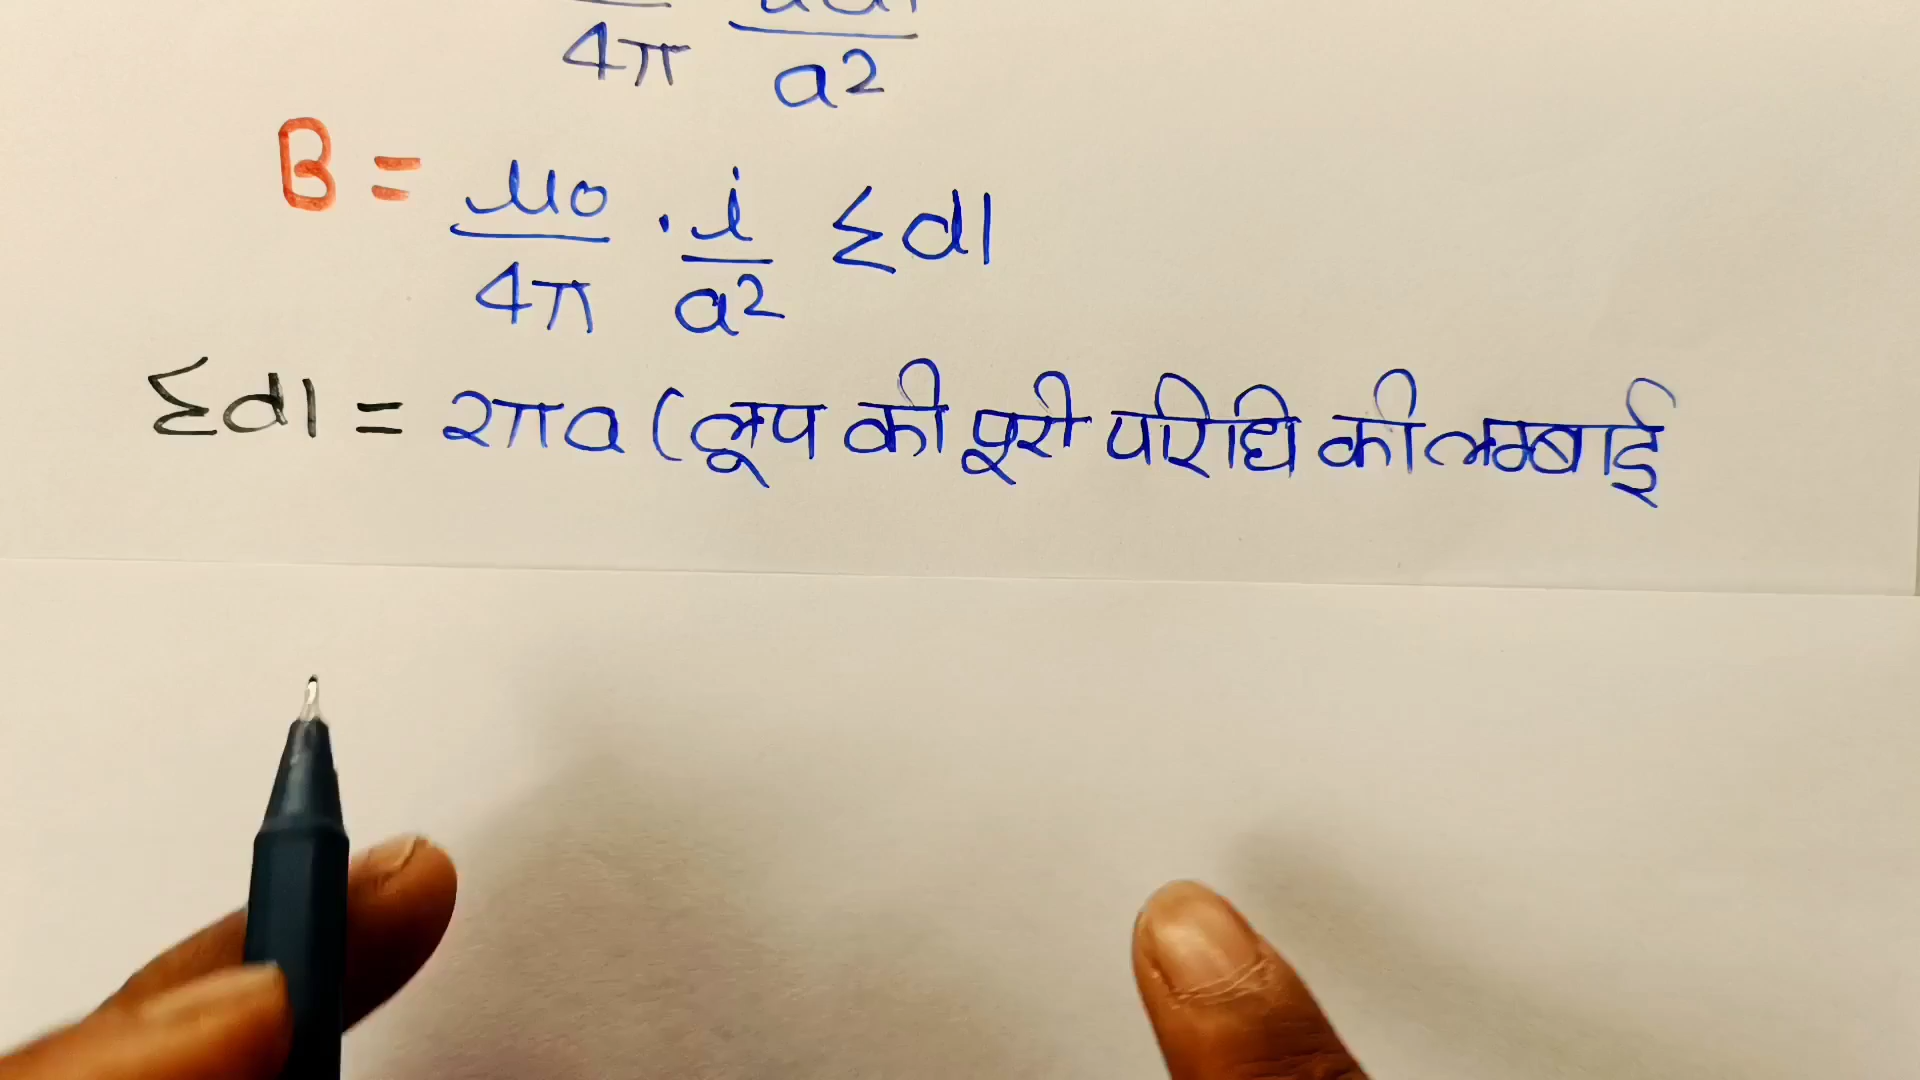 4π a²
B = μ₀/4π · i/a² Σdl
Σdl = 2πa (लूप की पूरी परिधि की लम्बाई